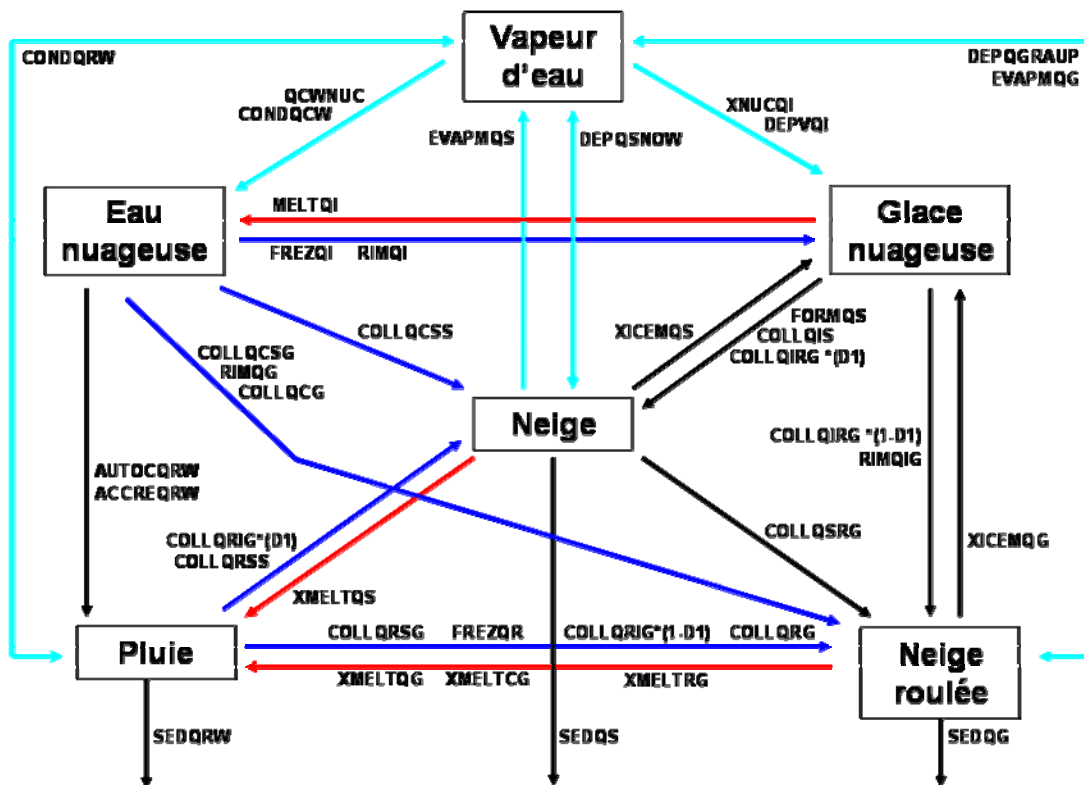 Vapeur
d'eau
CONDQRW
DEPQGRAUP
EVAPMQG
QCWNUC
CONDQCW
XNUCQI
DEPVQI
EVAPMQS
DEPQSNOW
Eau
nuageuse
MELTQI
FREZQI RIMQI
Glace
nuageuse
COLLQCSS
XICEMQS
FORMQS
COLLQIS
COLLQIRG *(D1)
COLLQCSG
RIMQG
COLLQCG
Neige
COLLQIRG *(1-D1)
RIMQIG
AUTOCQRW
ACCREQRW
COLLQRIG*(D1)
COLLQRSS
COLLQSRG
XICEMQG
XMELTQS
Pluie
COLLQRSG FREZQR COLLQRIG*(1-D1) COLLQRG
XMELTQG XMELTCG XMELTRG
Neige
roulée
SEDQRW
SEDQS
SEDQG